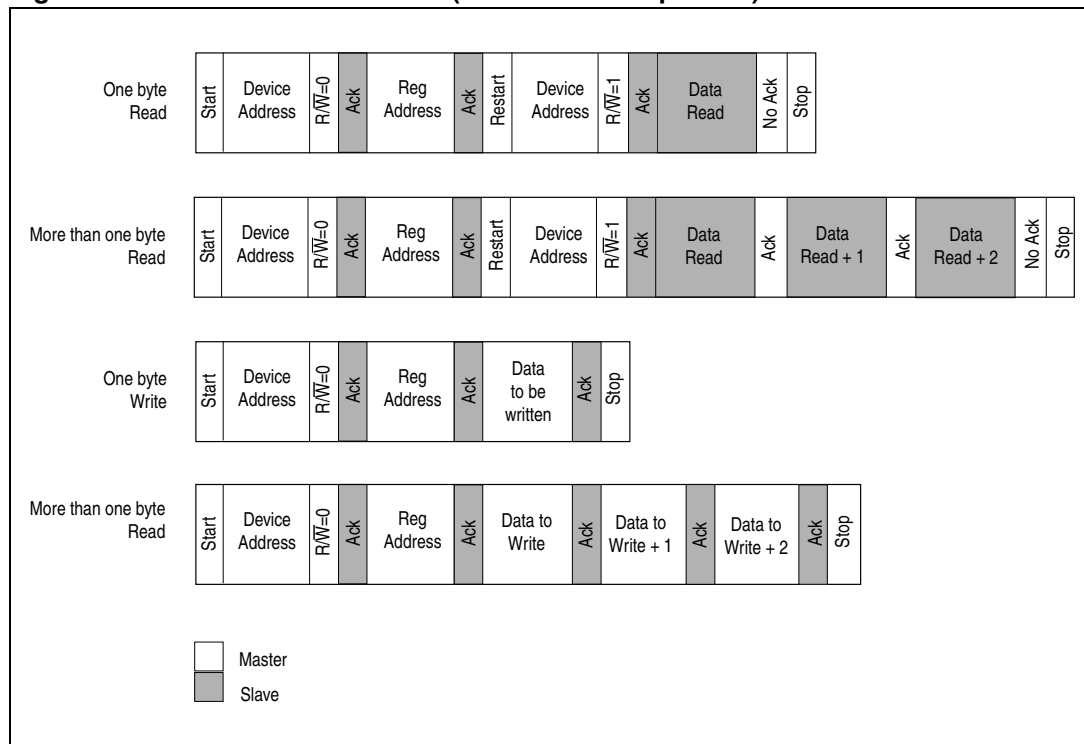 One byte
Read
Start
Device
Address
R/W̅=0
Ack
Reg
Address
Ack
Restart
Device
Address
R/W̅=1
Ack
Data
Read
No Ack
Stop
More than one byte
Read
Start
Device
Address
R/W̅=0
Ack
Reg
Address
Ack
Restart
Device
Address
R/W̅=1
Ack
Data
Read
Ack
Data
Read + 1
Ack
Data
Read + 2
No Ack
Stop
One byte
Write
Start
Device
Address
R/W̅=0
Ack
Reg
Address
Ack
Data
to be
written
Ack
Stop
More than one byte
Read
Start
Device
Address
R/W̅=0
Ack
Reg
Address
Ack
Data to
Write
Ack
Data to
Write + 1
Ack
Data to
Write + 2
Ack
Stop
Master
Slave